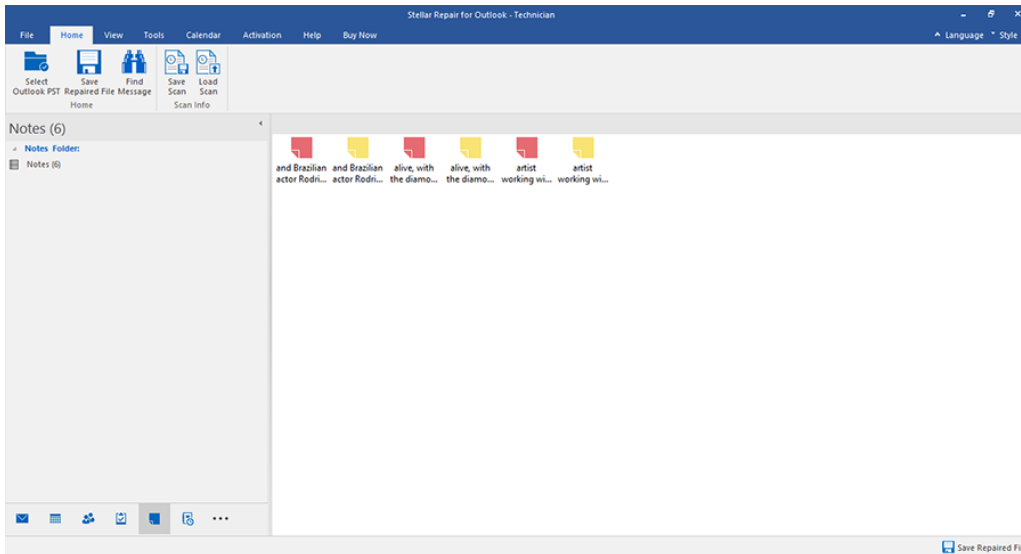 Stellar Repair for Outlook - Technician
File Home View Tools Calendar Activation Help Buy Now
Language Style
Select Outlook PST
Save Repaired File
Find Message
Save Scan
Load Scan
Home
Scan Info
Notes (6)
Notes Folder:
Notes (6)
and Brazilian actor Rodri...
and Brazilian actor Rodri...
alive, with the diamo...
alive, with the diamo...
artist working wi...
artist working wi...
Save Repaired Fi